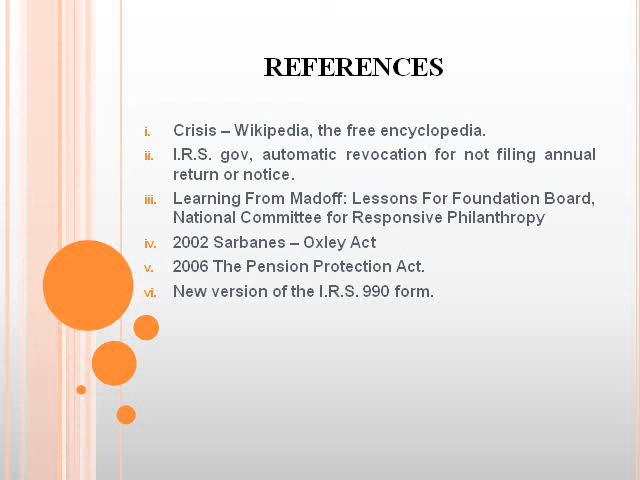 REFERENCES
i. Crisis – Wikipedia, the free encyclopedia.
ii. I.R.S. gov, automatic revocation for not filing annual
return or notice.
iii. Learning From Madoff: Lessons For Foundation Board,
National Committee for Responsive Philanthropy
iv. 2002 Sarbanes – Oxley Act
v. 2006 The Pension Protection Act.
vi. New version of the I.R.S. 990 form.